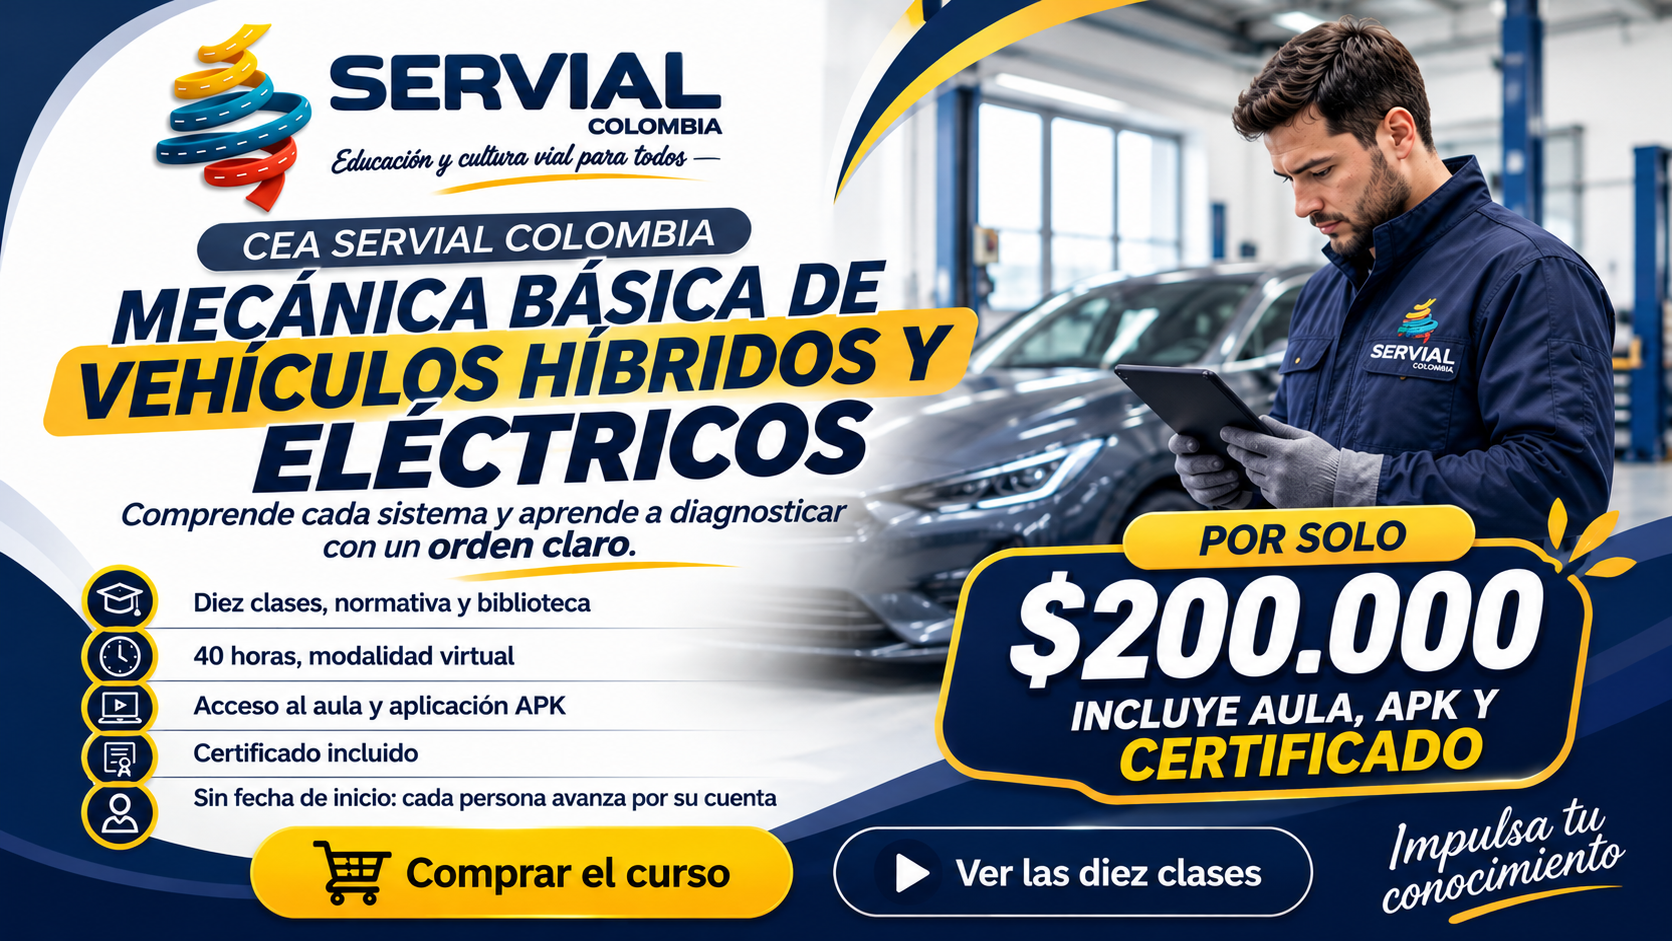 SERVIAL
COLOMBIA
Educación y cultura vial para todos
CEA SERVIAL COLOMBIA
MECÁNICA BÁSICA DE
VEHÍCULOS HÍBRIDOS Y
ELÉCTRICOS
Comprende cada sistema y aprende a diagnosticar
con un orden claro.
Diez clases, normativa y biblioteca
40 horas, modalidad virtual
Acceso al aula y aplicación APK
Certificado incluido
Sin fecha de inicio: cada persona avanza por su cuenta
Comprar el curso
Ver las diez clases
SERVIAL
COLOMBIA
POR SOLO
$200.000
INCLUYE AULA, APK Y
CERTIFICADO
Impulsa tu
conocimiento